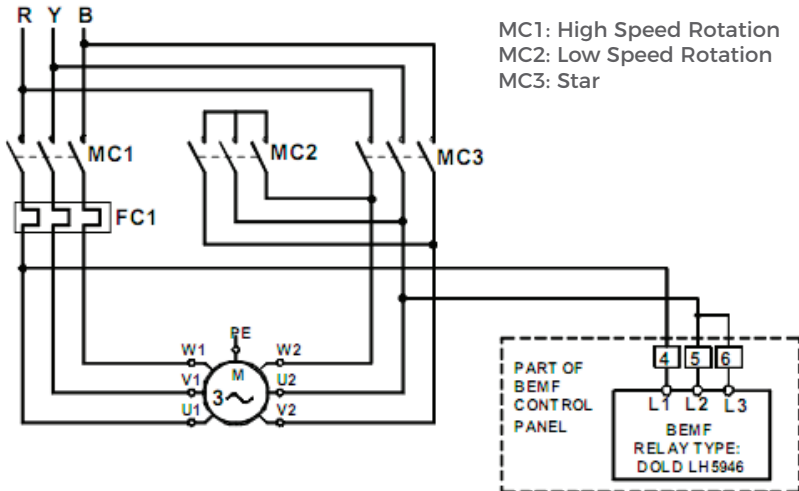 R Y B
MC1: High Speed Rotation
MC2: Low Speed Rotation
MC3: Star
MC1
MC2
MC3
FC1
PE
W1
W2
M
V1
U2
3~
U1
V2
PART OF
BEMF
CONTROL
PANEL
4 5 6
L1 L2 L3
BEMF
RELAY TYPE:
DOLD LH5946